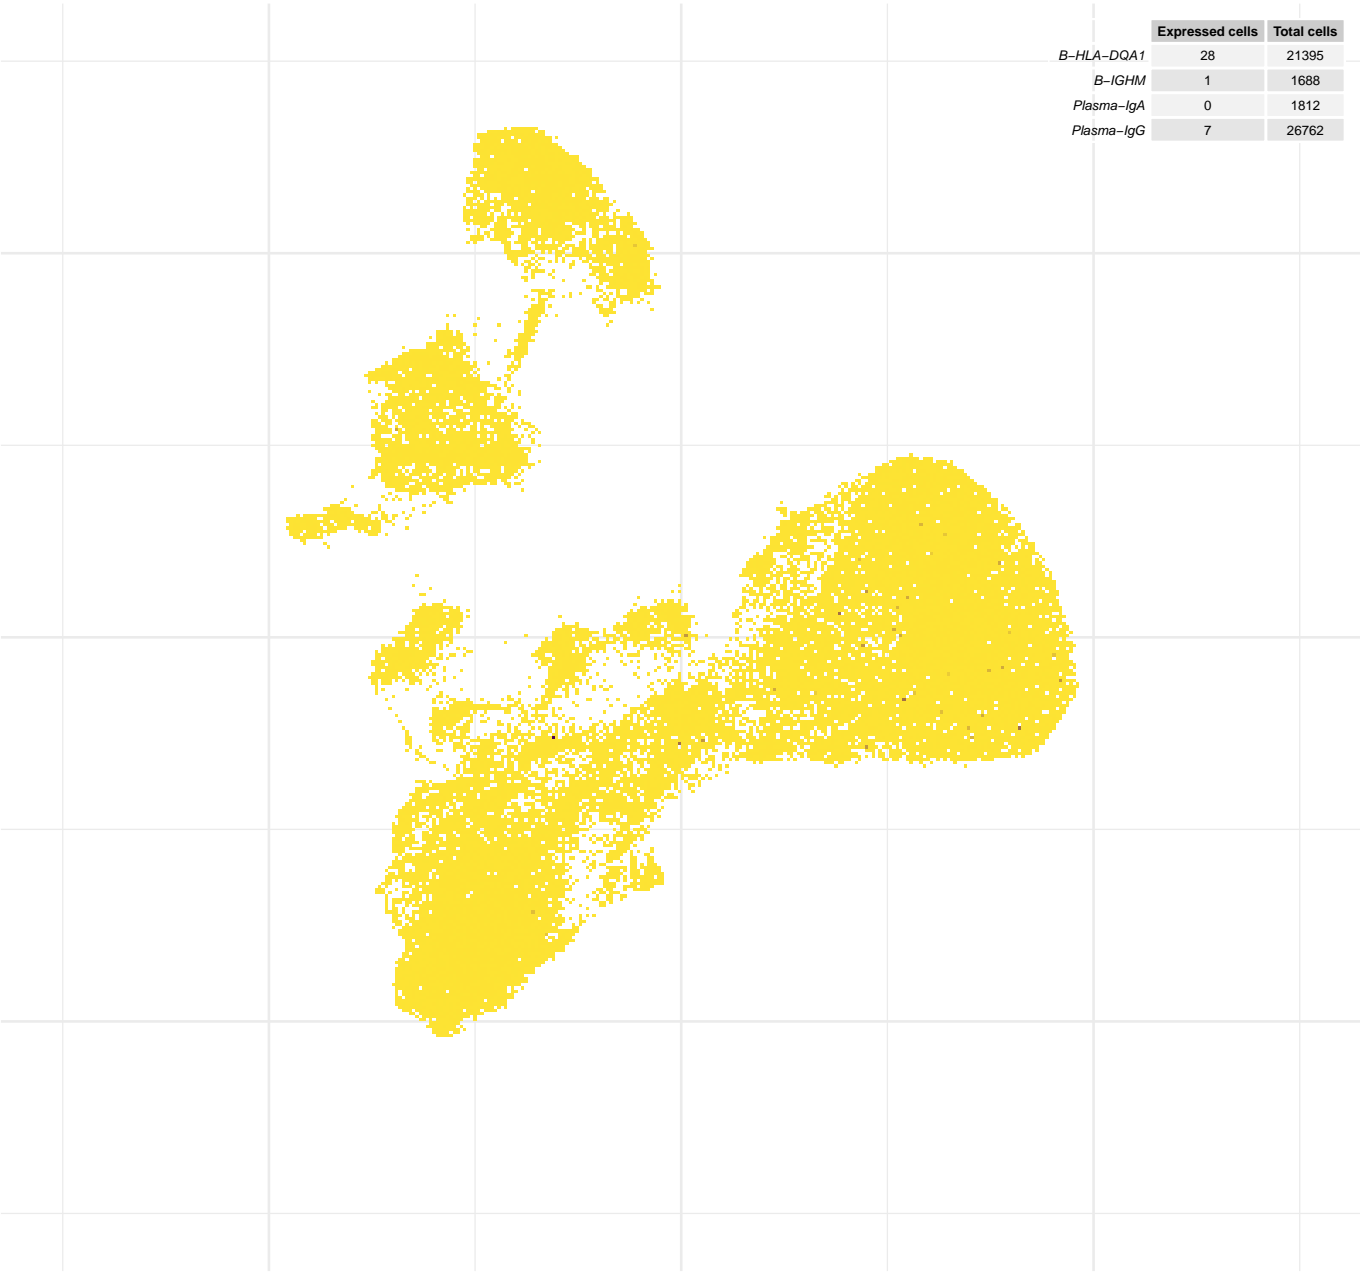 Expressed cells Total cells
B−HLA−DQA1 28 21395
B−IGHM 1 1688
Plasma−IgA 0 1812
Plasma−IgG 7 26762